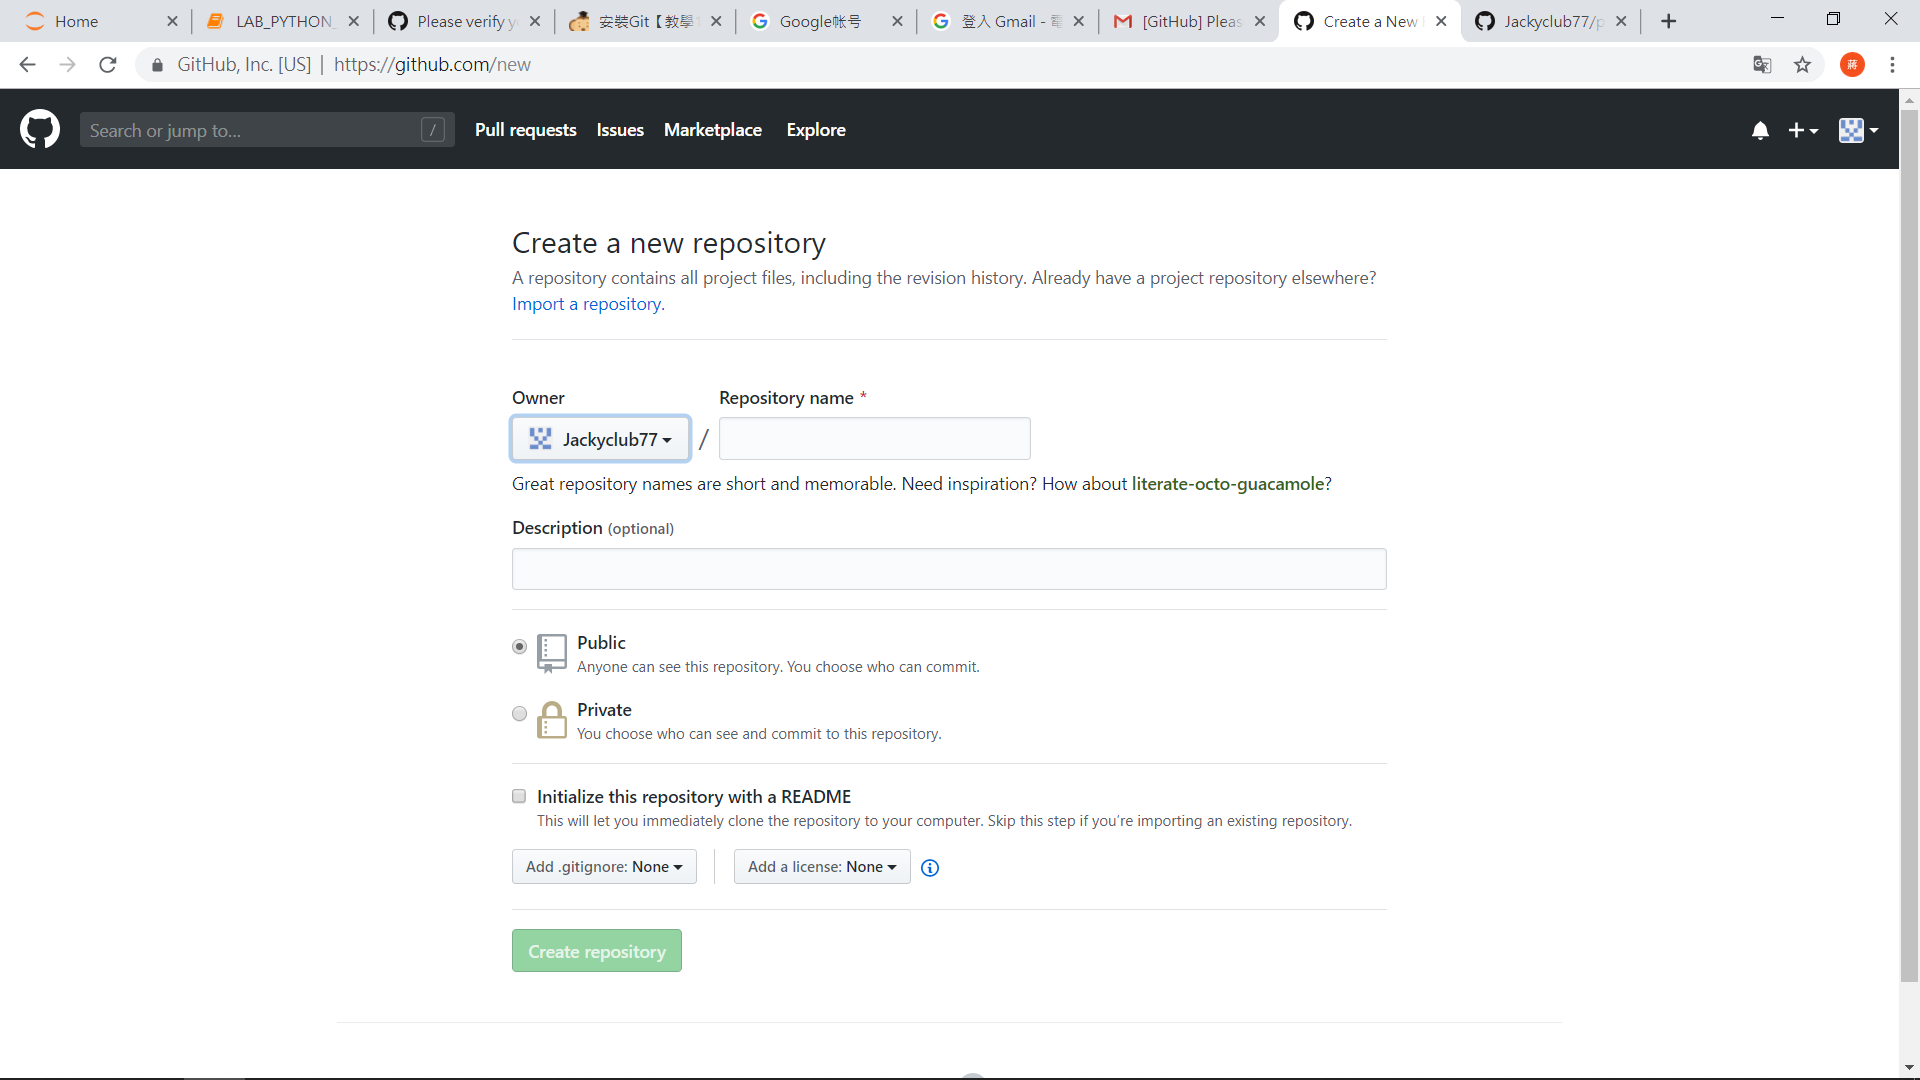 Home
LAB_PYTHON_
Please verify y
安裝Git【教學
Google帐号
登入 Gmail - 電
[GitHub] Pleas
Create a New
Jackyclub77/p
GitHub, Inc. [US] | https://github.com/new
蔣
Search or jump to...
/
Pull requests
Issues
Marketplace
Explore
Create a new repository
A repository contains all project files, including the revision history. Already have a project repository elsewhere?
Import a repository.
Owner
Repository name *
Jackyclub77
/
Great repository names are short and memorable. Need inspiration? How about literate-octo-guacamole?
Description (optional)
Public
Anyone can see this repository. You choose who can commit.
Private
You choose who can see and commit to this repository.
Initialize this repository with a README
This will let you immediately clone the repository to your computer. Skip this step if you’re importing an existing repository.
Add .gitignore: None
Add a license: None
Create repository